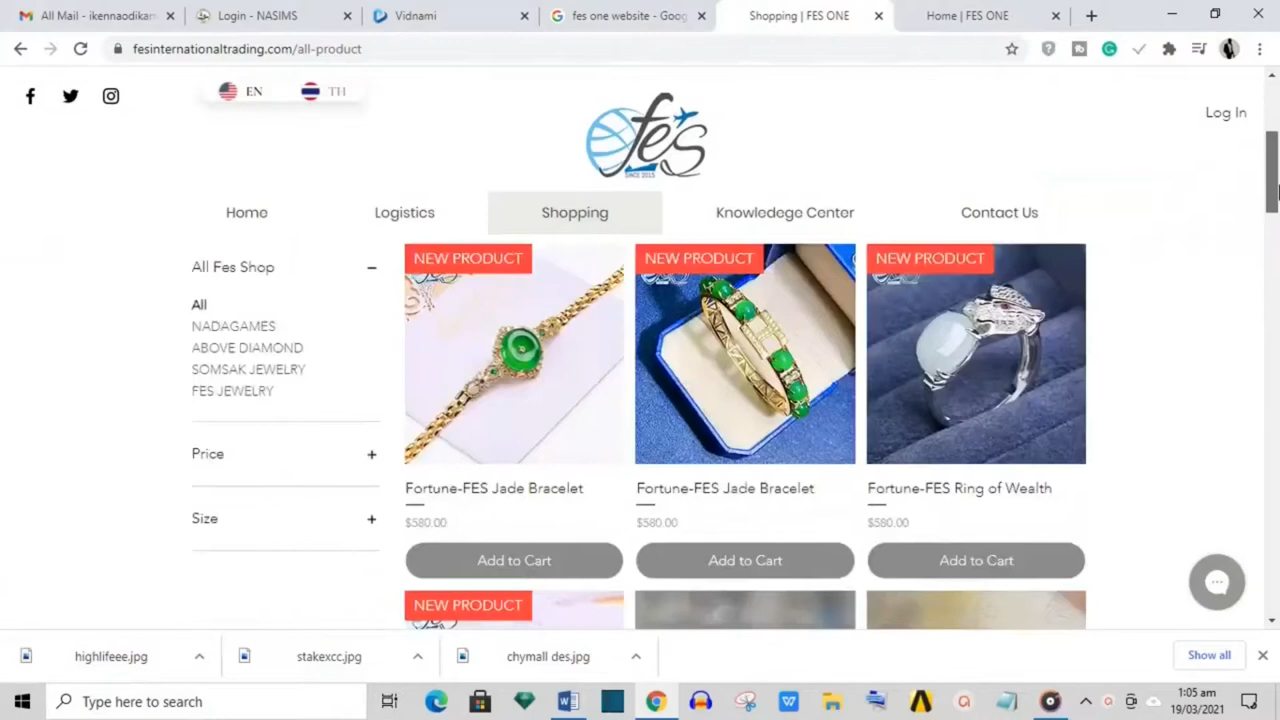 All Mail - ikennaodikam
Login - NASIMS
Vidnami
fes one website - Goog
Shopping | FES ONE
Home | FES ONE
fesinternationaltrading.com/all-product
EN
TH
fes
SINCE 2015
Log In
Home
Logistics
Shopping
Knowledege Center
Contact Us
All Fes Shop
All
NADAGAMES
ABOVE DIAMOND
SOMSAK JEWELRY
FES JEWELRY
Price
Size
NEW PRODUCT
NEW PRODUCT
NEW PRODUCT
Fortune-FES Jade Bracelet
Fortune-FES Jade Bracelet
Fortune-FES Ring of Wealth
$580.00
$580.00
$580.00
Add to Cart
Add to Cart
Add to Cart
NEW PRODUCT
highlifeee.jpg
stakexcc.jpg
chymall des.jpg
Show all
Type here to search
1:05 am
19/03/2021